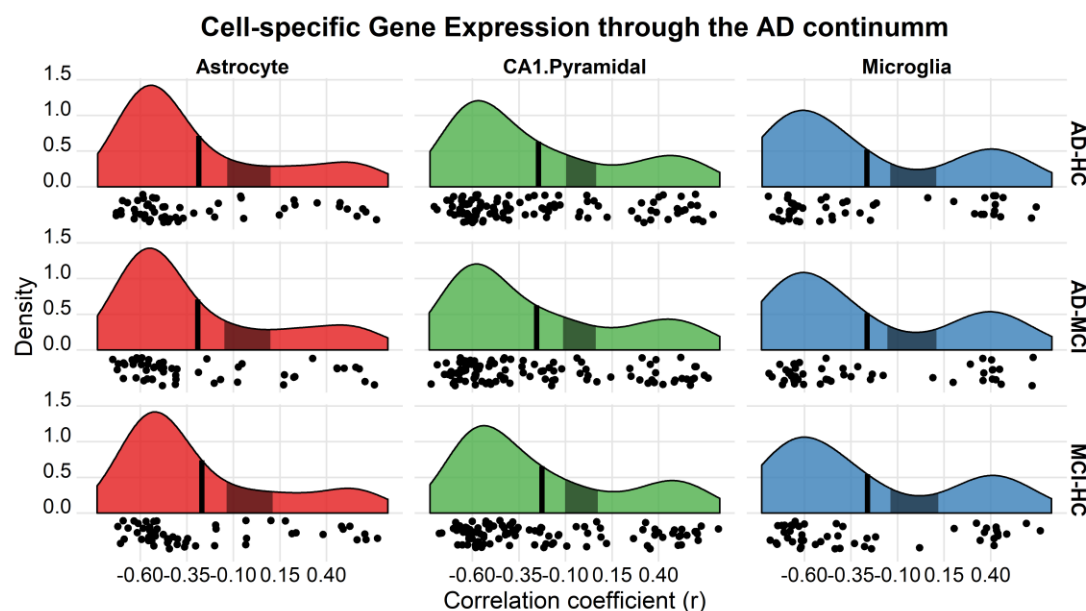 Cell-specific Gene Expression through the AD continumm
Astrocyte CA1.Pyramidal Microglia
1.5
1.0
0.5
0.0
AD-HC
1.5
1.0
0.5
0.0
AD-MCI
Density
1.5
1.0
0.5
0.0
MCI-HC
-0.60 -0.35 -0.10 0.15 0.40 -0.60 -0.35 -0.10 0.15 0.40 -0.60 -0.35 -0.10 0.15 0.40
Correlation coefficient (r)